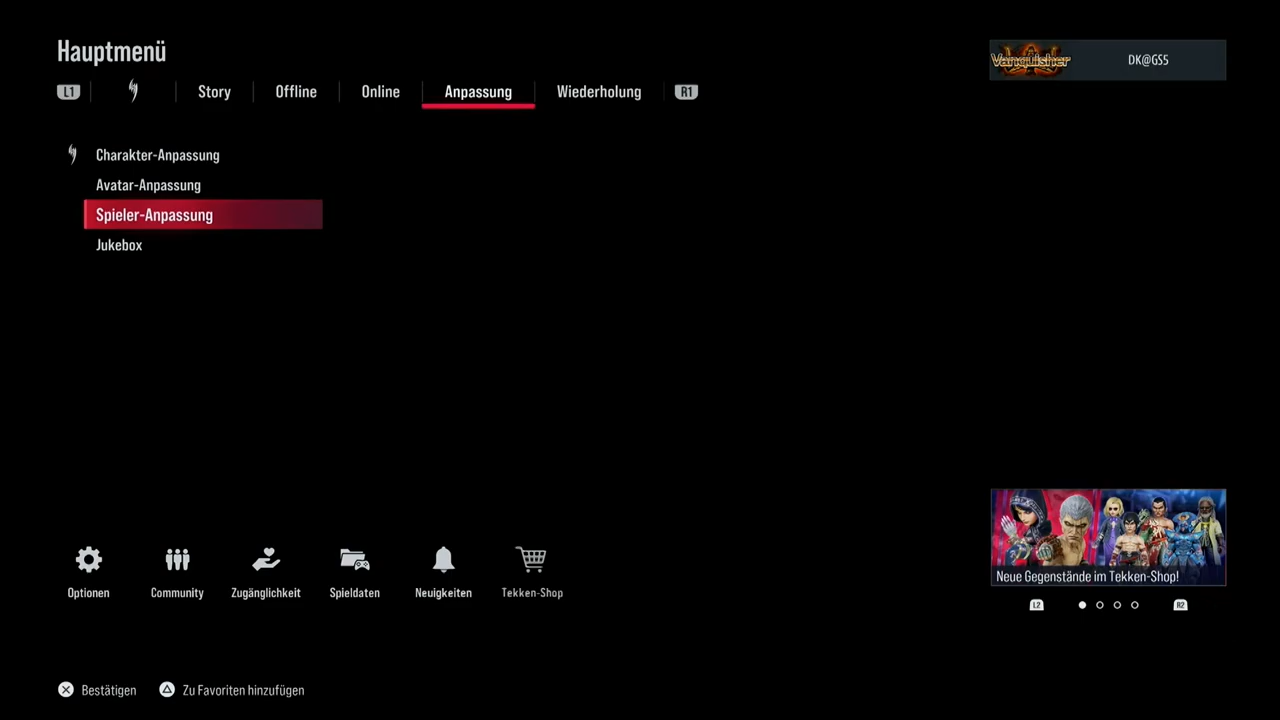 Hauptmenü
Vanquisher DK@GS5
L1 Story Offline Online Anpassung Wiederholung R1
Charakter-Anpassung
Avatar-Anpassung
Spieler-Anpassung
Jukebox
Neue Gegenstände im Tekken-Shop!
L2 R2
Optionen Community Zugänglichkeit Spieldaten Neuigkeiten Tekken-Shop
Bestätigen Zu Favoriten hinzufügen